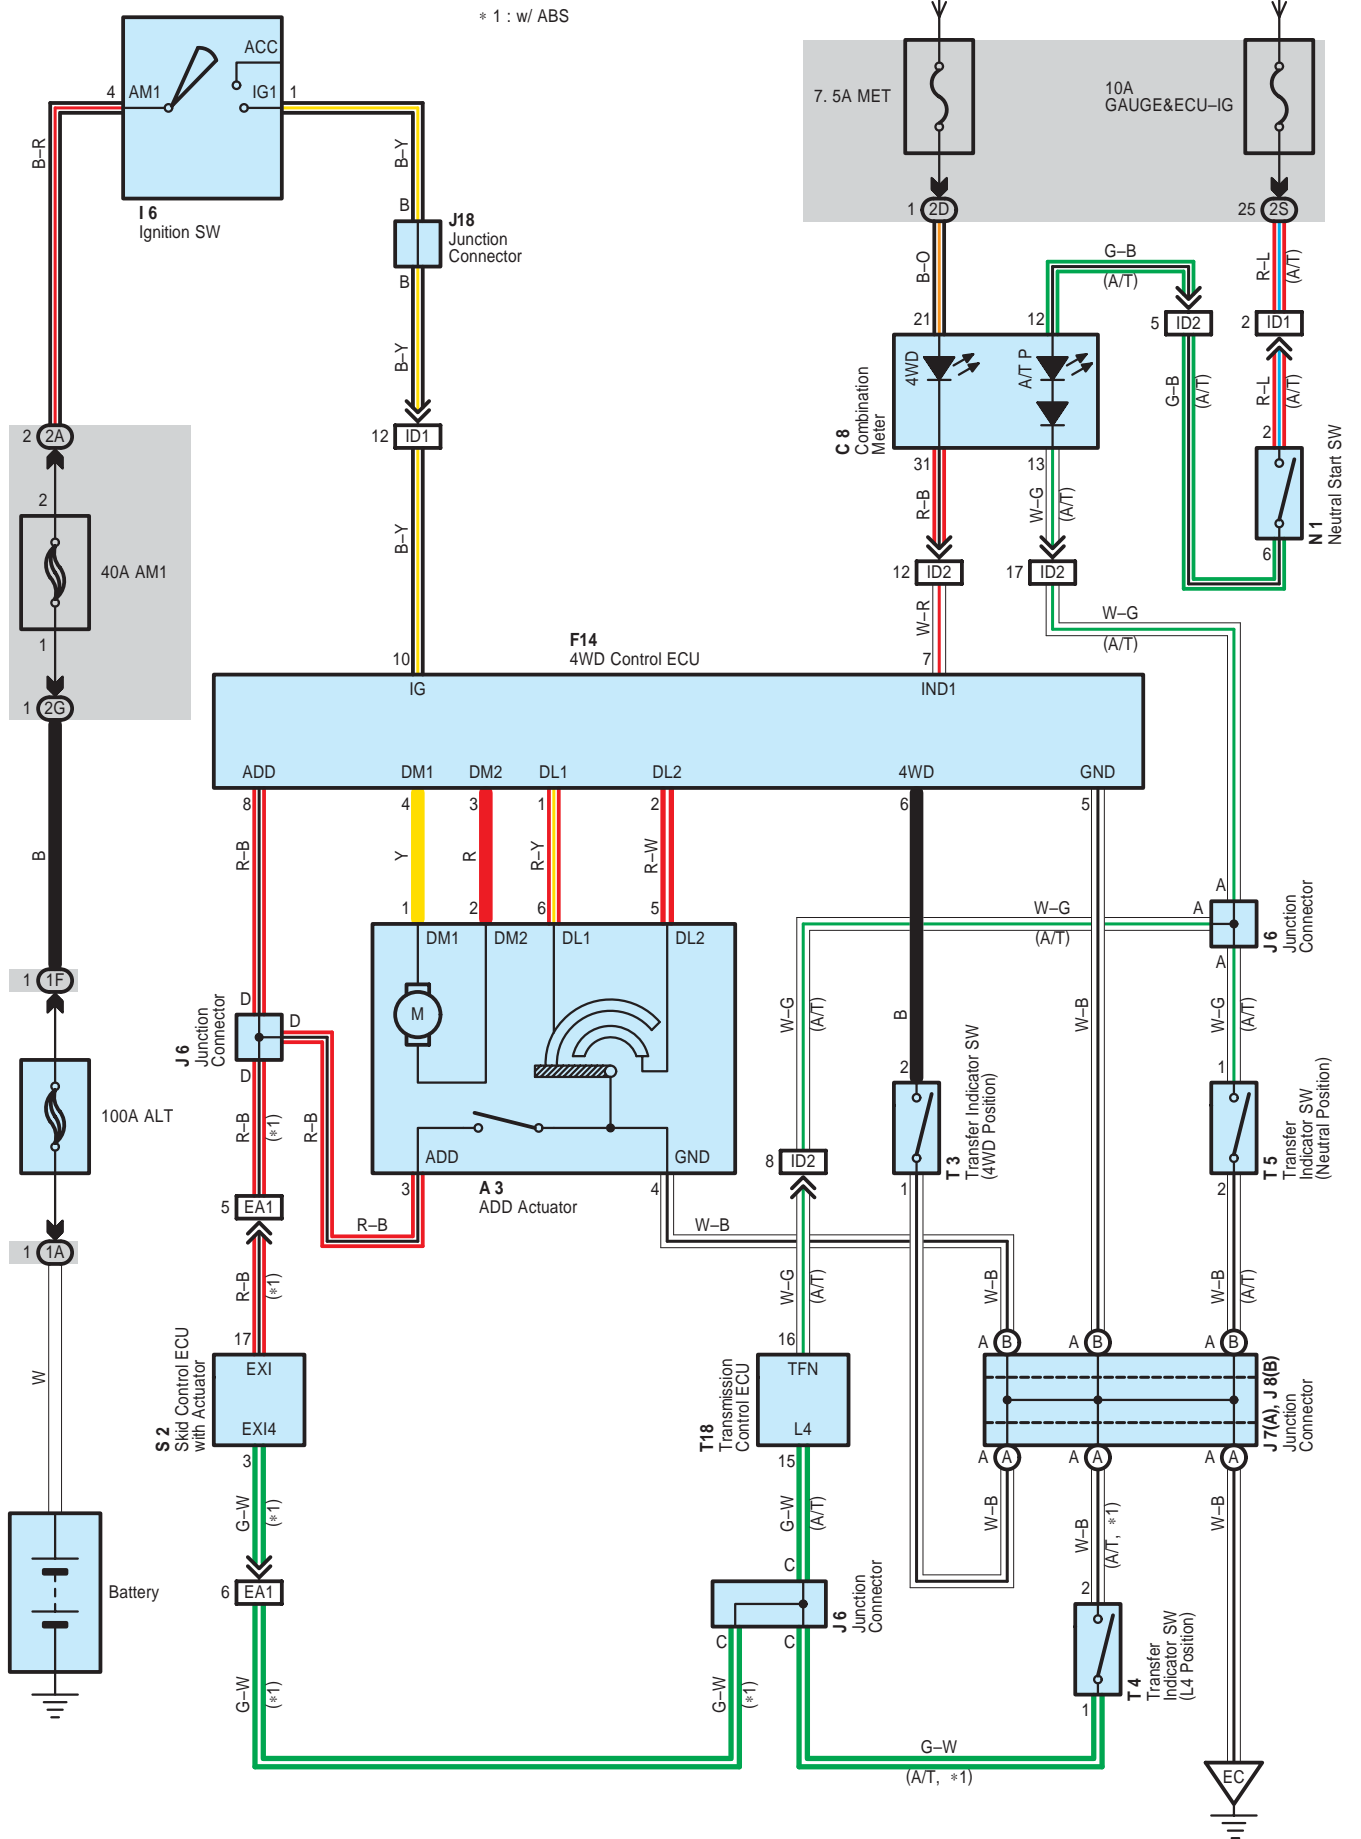 ∗ 1 : w/ ABS
ACC
4
AM1
IG1
1
B–R
B–Y
I 6
Ignition SW
B
J18
Junction
Connector
B
B–Y
12
ID1
B–Y
7. 5A MET
10A
GAUGE&ECU–IG
1
2D
25
2S
B–O
G–B
(A/T)
R–L
(A/T)
21
12
5
ID2
2
ID1
4WD
A/T P
G–B
(A/T)
R–L
(A/T)
C 8
Combination
Meter
2
N 1
Neutral Start SW
6
31
13
R–B
W–G
(A/T)
12
ID2
17
ID2
W–R
W–G
(A/T)
2
2A
2
40A AM1
1
1
2G
B
1
1F
100A ALT
1
1A
W
Battery
F14
4WD Control ECU
10
7
IG
IND1
ADD
DM1
DM2
DL1
DL2
4WD
GND
8
4
3
1
2
6
5
R–B
Y
R
R–Y
R–W
1
2
6
5
DM1
DM2
DL1
DL2
M
ADD
GND
3
4
A 3
ADD Actuator
D
D
D
J 6
Junction
Connector
R–B
(∗1)
R–B
R–B
5
EA1
R–B
(∗1)
17
EXI
EXI4
3
S 2
Skid Control ECU
with Actuator
G–W
(∗1)
6
EA1
G–W
(∗1)
W–G
(A/T)
A
A
A
J 6
Junction
Connector
W–G
(A/T)
B
W–B
W–G
(A/T)
2
T 3
Transfer Indicator SW
(4WD Position)
1
1
T 5
Transfer
Indicator SW
(Neutral Position)
2
8
ID2
W–B
W–G
(A/T)
W–B
W–B
(A/T)
16
TFN
L4
15
T18
Transmission
Control ECU
A
B
A
B
A
B
J 7(A), J 8(B)
Junction
Connector
A
A
A
A
A
A
G–W
(A/T)
W–B
W–B
(A/T, ∗1)
W–B
C
C
C
J 6
Junction
Connector
G–W
(∗1)
2
T 4
Transfer
Indicator SW
(L4 Position)
1
G–W
(A/T, ∗1)
EC